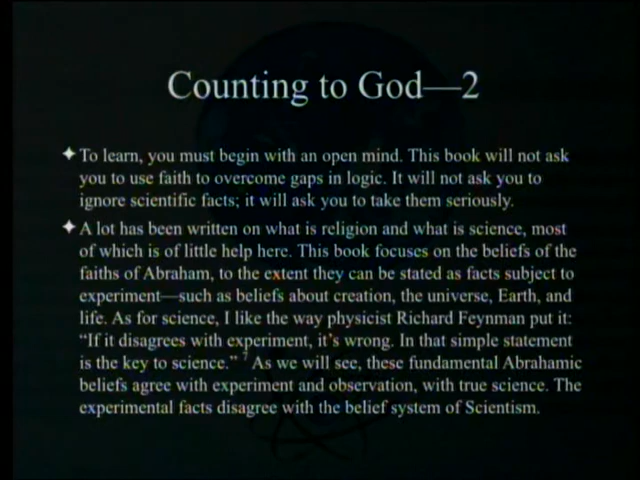 Counting to God—2
✦ To learn, you must begin with an open mind. This book will not ask
you to use faith to overcome gaps in logic. It will not ask you to
ignore scientific facts; it will ask you to take them seriously.
✦ A lot has been written on what is religion and what is science, most
of which is of little help here. This book focuses on the beliefs of the
faiths of Abraham, to the extent they can be stated as facts subject to
experiment—such as beliefs about creation, the universe, Earth, and
life. As for science, I like the way physicist Richard Feynman put it:
“If it disagrees with experiment, it’s wrong. In that simple statement
is the key to science.” 7 As we will see, these fundamental Abrahamic
beliefs agree with experiment and observation, with true science. The
experimental facts disagree with the belief system of Scientism.